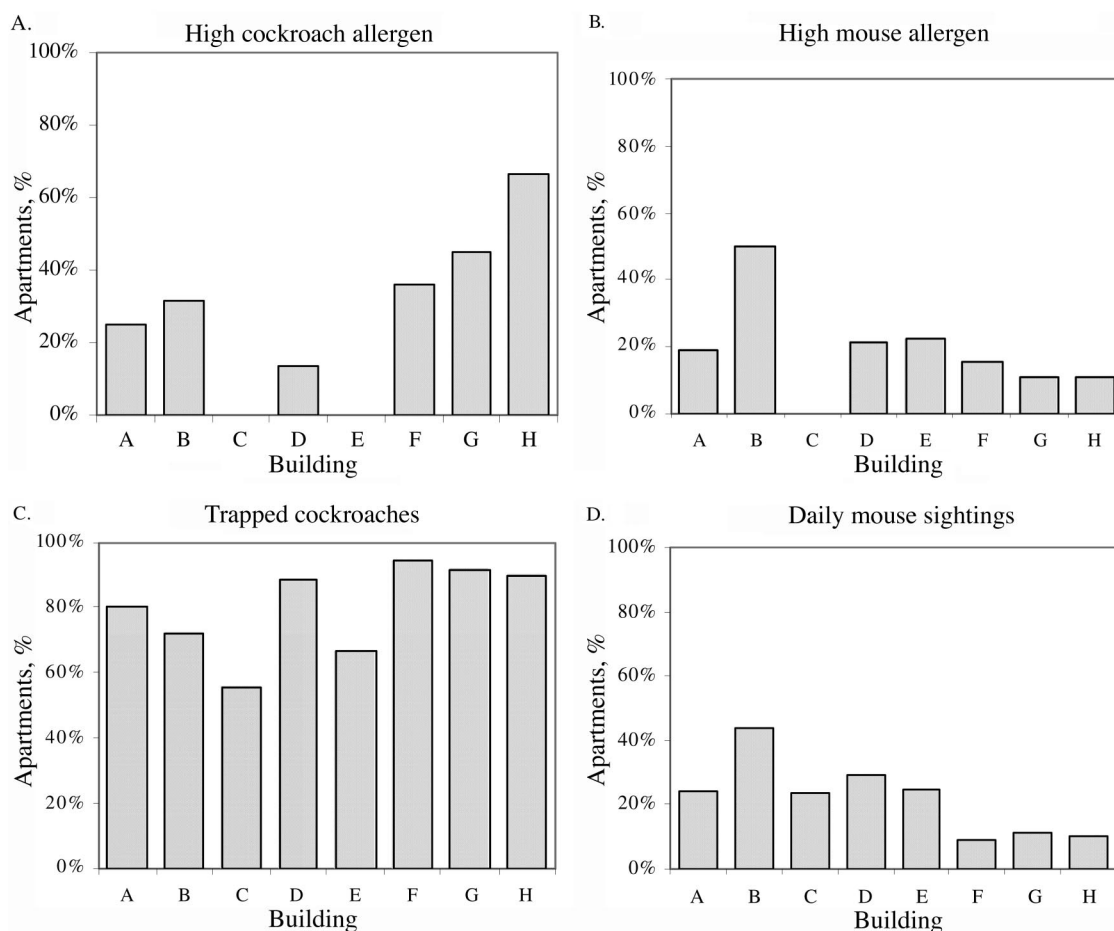 A.
High cockroach allergen
100%
80%
60%
40%
20%
0%
Apartments, %
A B C D E F G H
Building
B.
High mouse allergen
100%
80%
60%
40%
20%
0%
Apartments, %
A B C D E F G H
Building
C.
Trapped cockroaches
100%
80%
60%
40%
20%
0%
Apartments, %
A B C D E F G H
Building
D.
Daily mouse sightings
100%
80%
60%
40%
20%
0%
Apartments, %
A B C D E F G H
Building